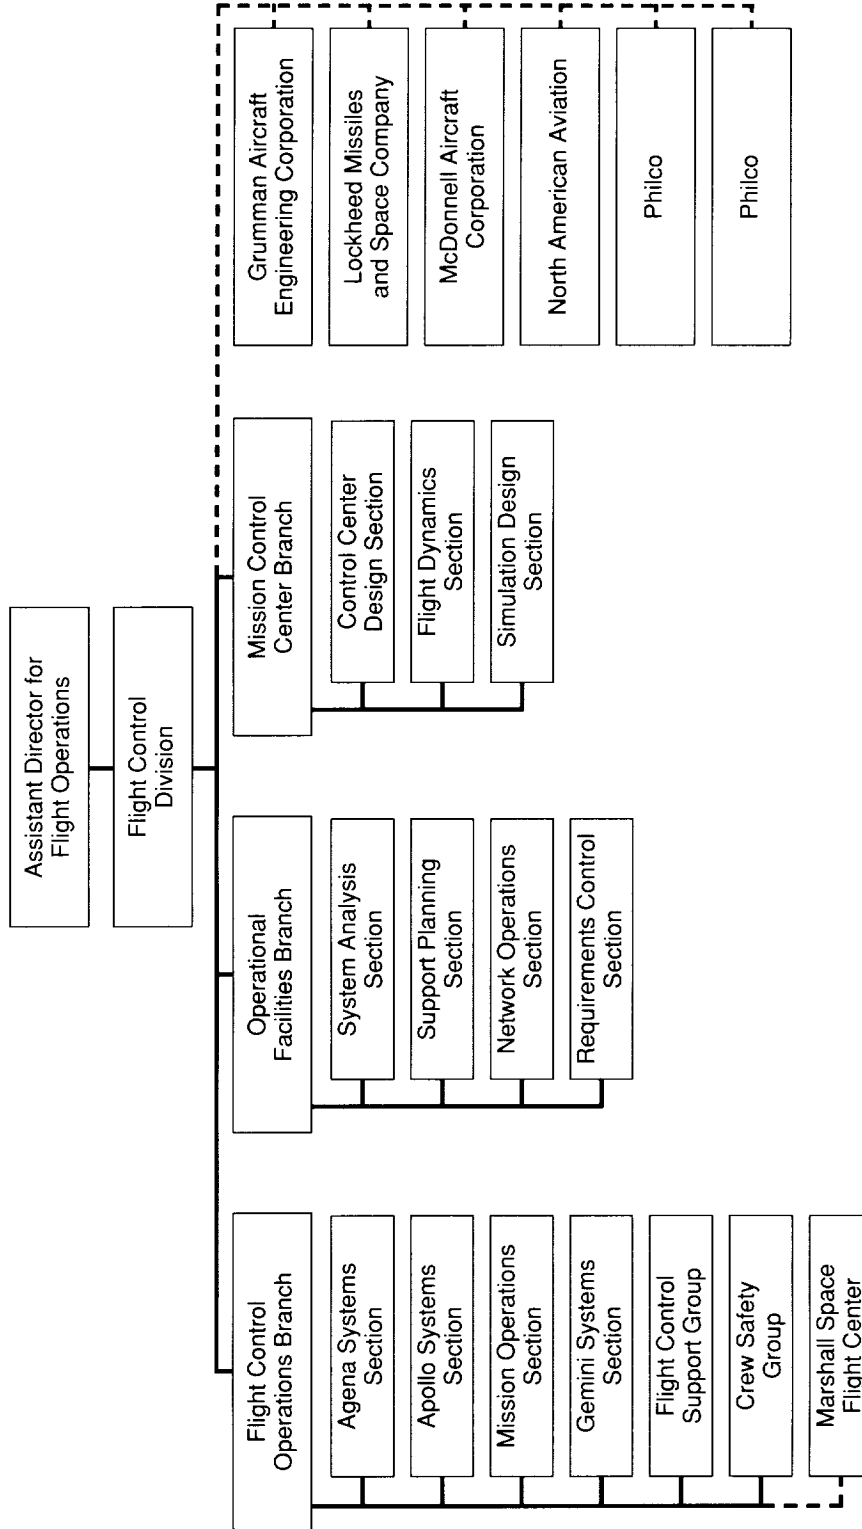 Assistant Director for
Flight Operations
Flight Control
Division
Flight Control
Operations Branch
Agena Systems
Section
Apollo Systems
Section
Mission Operations
Section
Gemini Systems
Section
Flight Control
Support Group
Crew Safety
Group
Marshall Space
Flight Center
Operational
Facilities Branch
System Analysis
Section
Support Planning
Section
Network Operations
Section
Requirements Control
Section
Mission Control
Center Branch
Control Center
Design Section
Flight Dynamics
Section
Simulation Design
Section
Grumman Aircraft
Engineering Corporation
Lockheed Missiles
and Space Company
McDonnell Aircraft
Corporation
North American Aviation
Philco
Philco